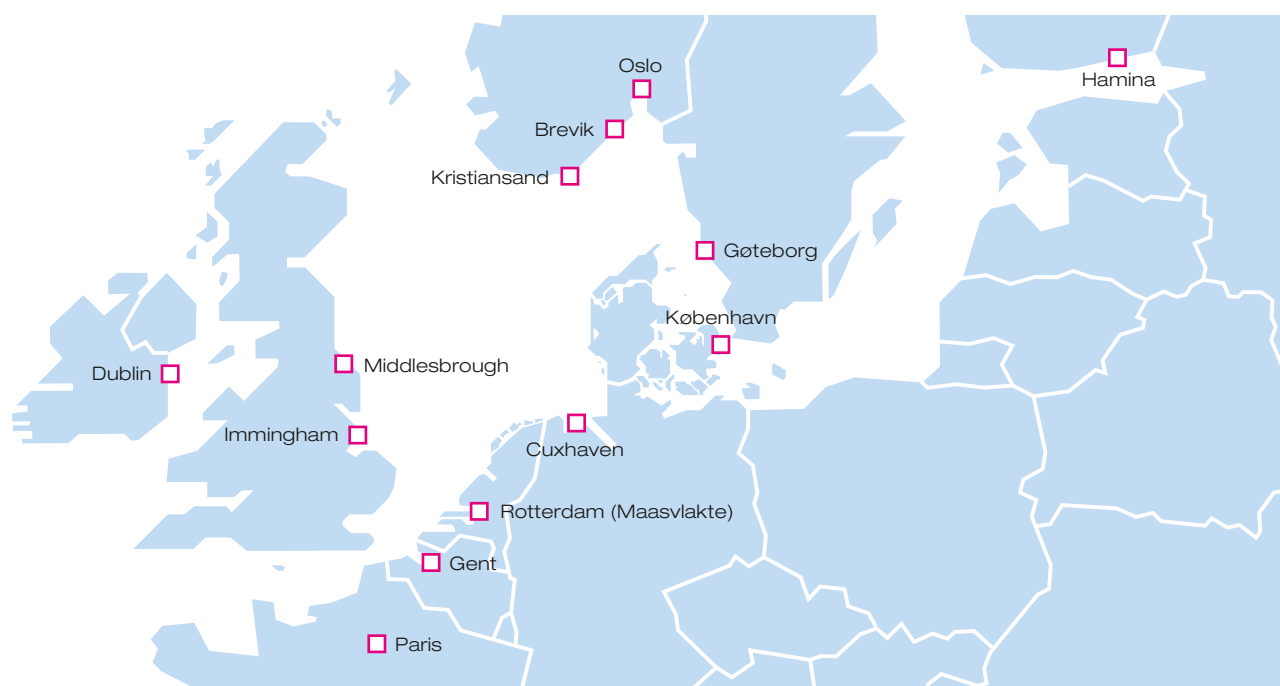 Oslo
Hamina
Brevik
Kristiansand
Gøteborg
København
Middlesbrough
Dublin
Immingham
Cuxhaven
Rotterdam (Maasvlakte)
Gent
Paris